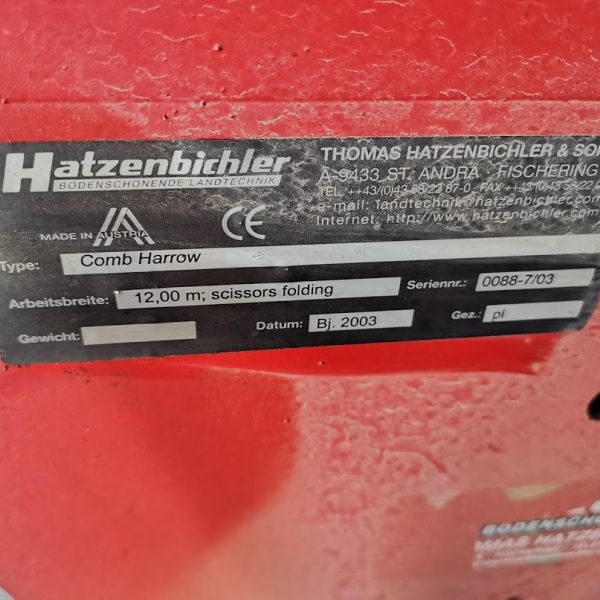 Hatzenbichler
BODENSCHONENDE LANDTECHNIK
THOMAS HATZENBICHLER & SO
A-9433 ST. ANDRÄ . FISCHERING
TEL. ++43/(0)43 58/22 87-0 . FAX ++43(0)43 58/22
e-mail: landtechnik@hatzenbichler.com
Internet: http://www.hatzenbichler.com
MADE IN AUSTRIA
CE
Type: Comb Harrow
Arbeitsbreite: 12,00 m; scissors folding Seriennr.: 0088-7/03
Gewicht: Datum: Bj. 2003 Gez.: pl
BODENSCHO
MAS HATZE